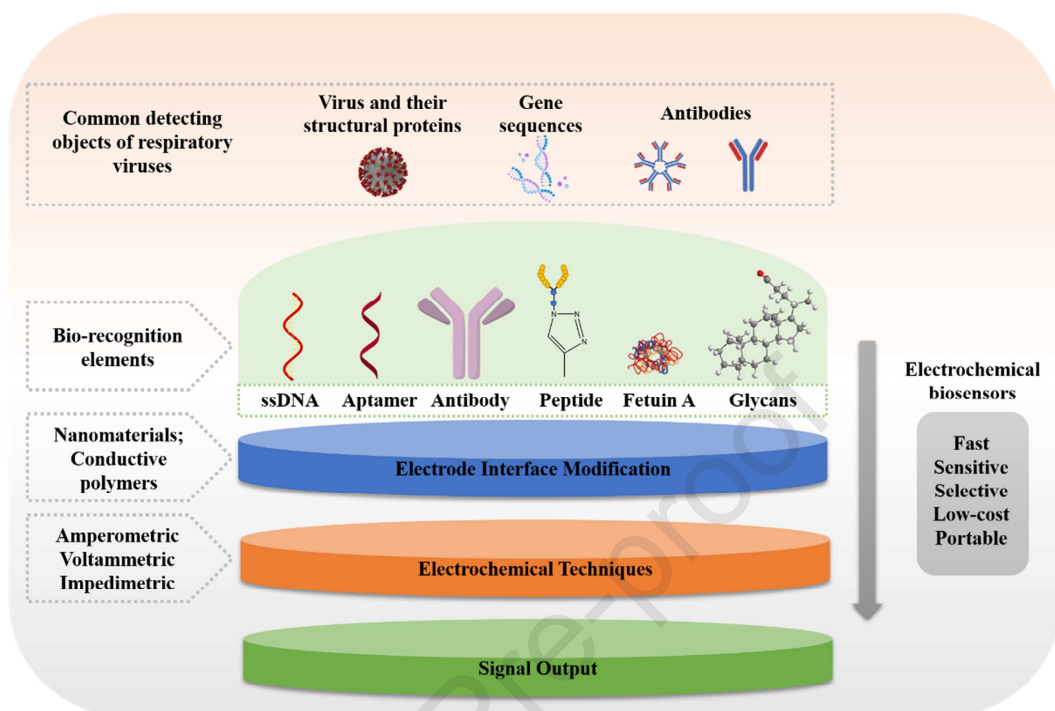 Common detecting
objects of respiratory
viruses
Virus and their
structural proteins
Gene
sequences
Antibodies
Bio-recognition
elements
N
N
N
ssDNA
Aptamer
Antibody
Peptide
Fetuin A
Glycans
Nanomaterials;
Conductive
polymers
Electrode Interface Modification
Amperometric
Voltammetric
Impedimetric
Electrochemical Techniques
Signal Output
Electrochemical
biosensors
Fast
Sensitive
Selective
Low-cost
Portable
Pre-proof